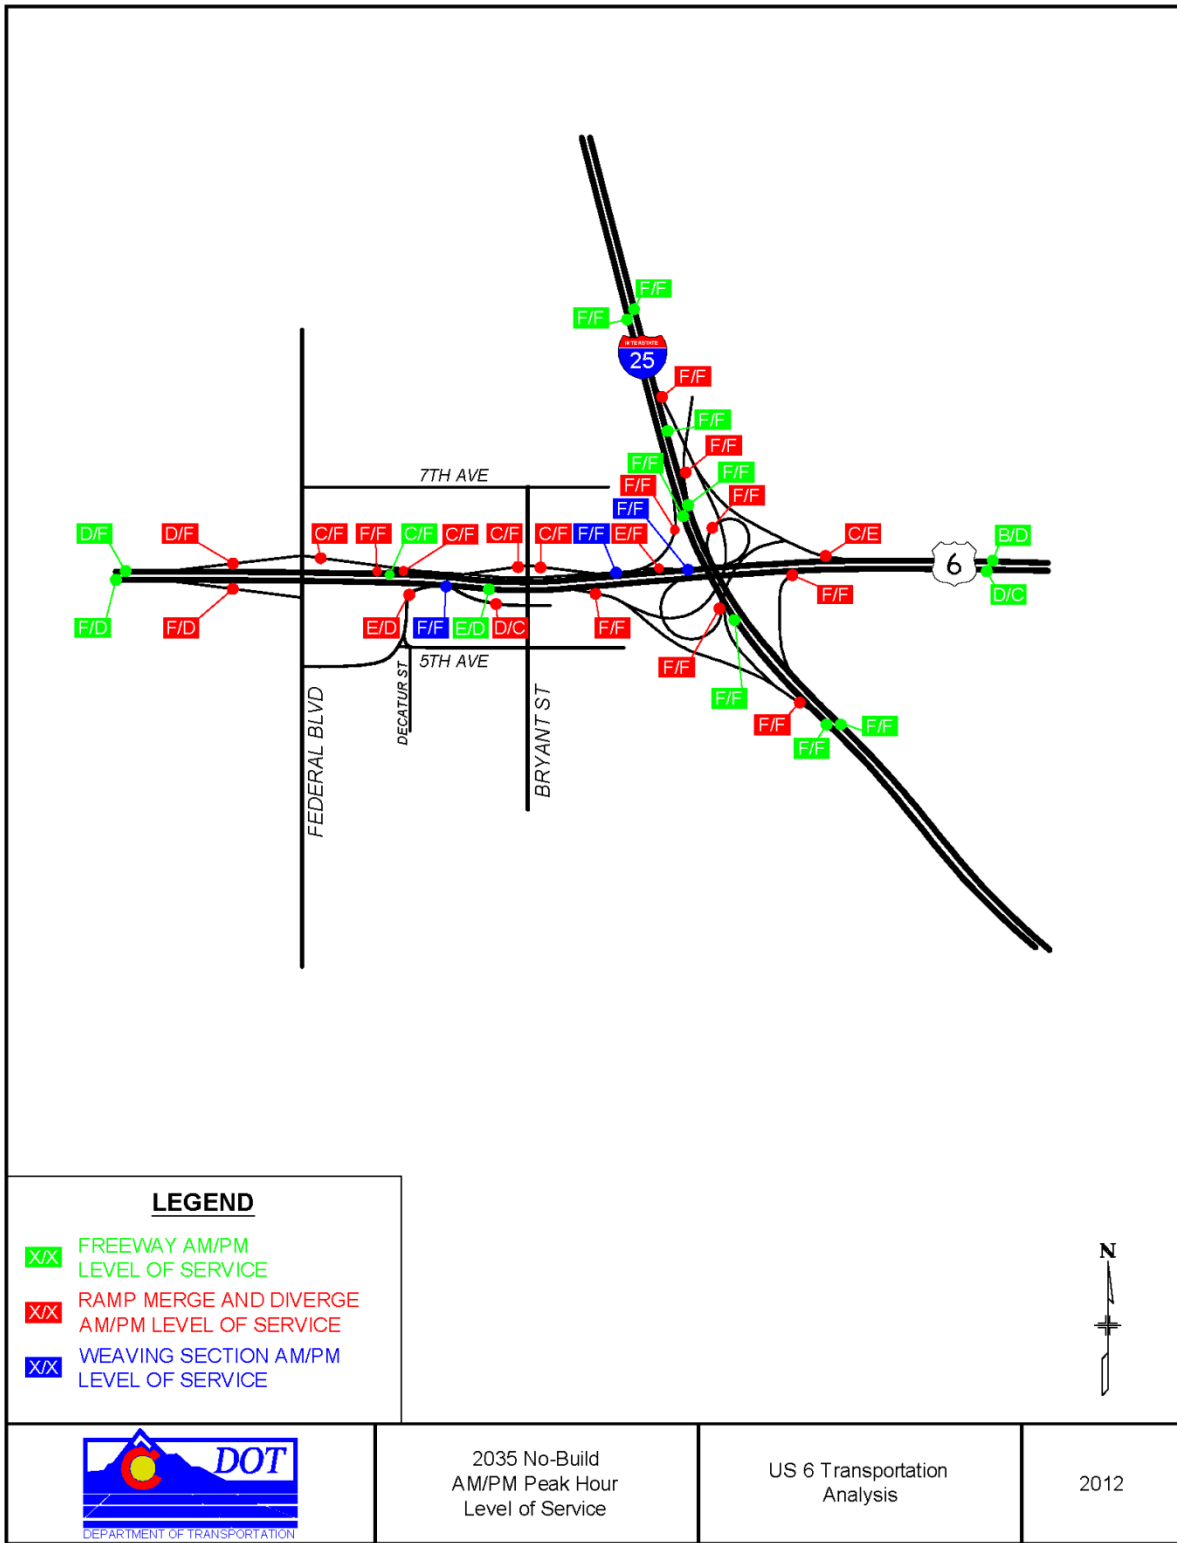 F/F
F/F
INTERSTATE
25
F/F
F/F
F/F
F/F
F/F
F/F
F/F
F/F
7TH AVE
D/F
D/F
C/F
F/F
C/F
C/F
C/F
C/F
F/F
E/F
C/E
6
B/D
D/C
F/D
F/D
E/D
F/F
E/D
D/C
F/F
F/F
F/F
F/F
F/F
F/F
F/F
5TH AVE
DECATUR ST
FEDERAL BLVD
BRYANT ST
LEGEND
X/X FREEWAY AM/PM
LEVEL OF SERVICE
X/X RAMP MERGE AND DIVERGE
AM/PM LEVEL OF SERVICE
X/X WEAVING SECTION AM/PM
LEVEL OF SERVICE
N
C DOT
DEPARTMENT OF TRANSPORTATION
2035 No-Build
AM/PM Peak Hour
Level of Service
US 6 Transportation
Analysis
2012